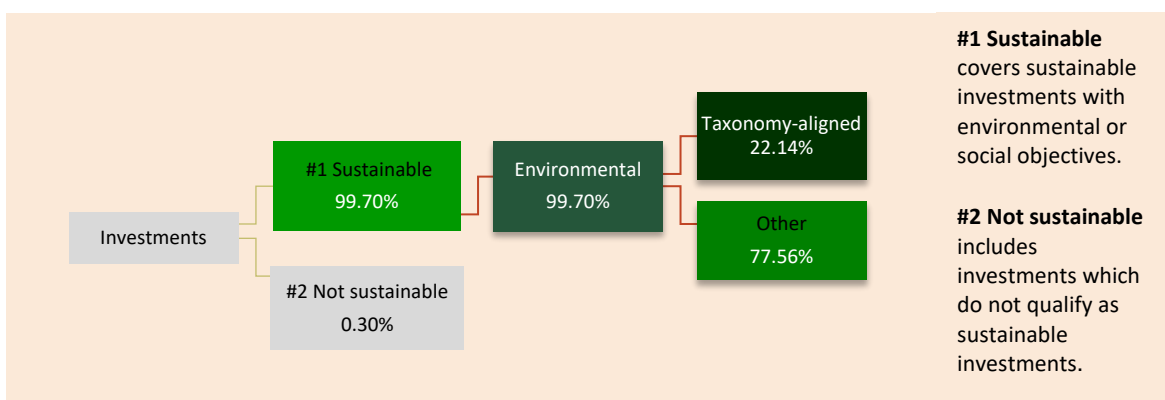 Investments
#1 Sustainable
99.70%
#2 Not sustainable
0.30%
Environmental
99.70%
Taxonomy-aligned
22.14%
Other
77.56%
#1 Sustainable
covers sustainable
investments with
environmental or
social objectives.
#2 Not sustainable
includes
investments which
do not qualify as
sustainable
investments.